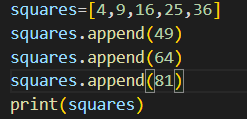 squares=[4,9,16,25,36]
squares.append(49)
squares.append(64)
squares.append(81)
print(squares)